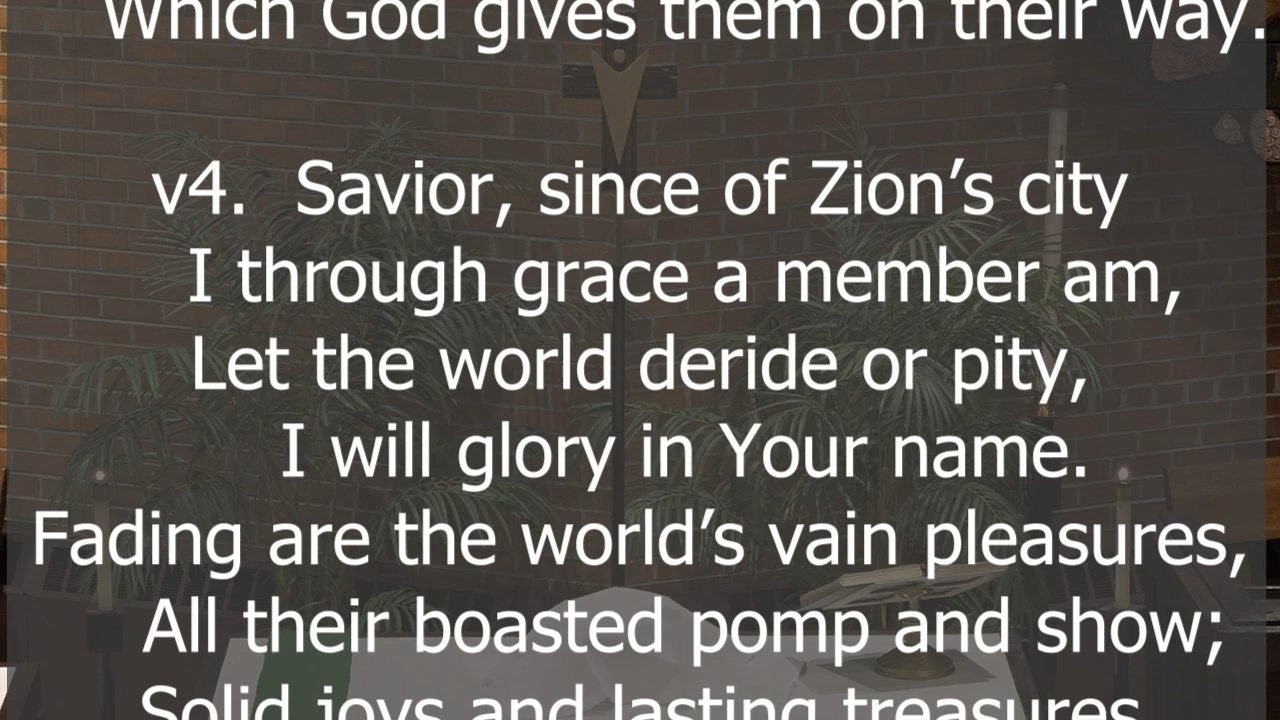 Which God gives them on their way.
v4. Savior, since of Zion’s city
I through grace a member am,
Let the world deride or pity,
I will glory in Your name.
Fading are the world’s vain pleasures,
All their boasted pomp and show;
Solid joys and lasting treasures